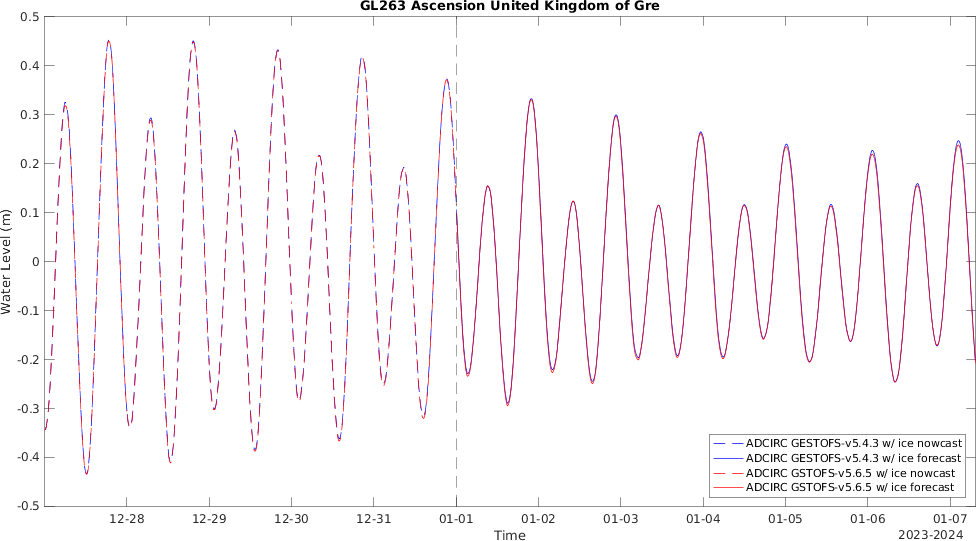 GL263 Ascension United Kingdom of Gre
0.5
0.4
0.3
0.2
0.1
0
-0.1
-0.2
-0.3
-0.4
-0.5
Water Level (m)
ADCIRC GESTOFS-v5.4.3 w/ ice nowcast
ADCIRC GESTOFS-v5.4.3 w/ ice forecast
ADCIRC GSTOFS-v5.6.5 w/ ice nowcast
ADCIRC GSTOFS-v5.6.5 w/ ice forecast
12-28 12-29 12-30 12-31 01-01 01-02 01-03 01-04 01-05 01-06 01-07
Time
2023-2024